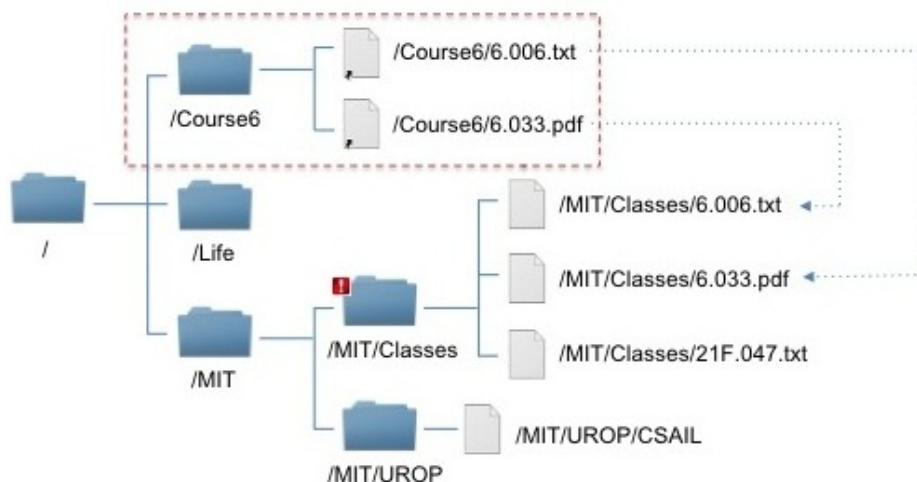 /Course6/6.006.txt
/Course6
/Course6/6.033.pdf
/MIT/Classes/6.006.txt
/
/Life
/MIT/Classes/6.033.pdf
!
/MIT/Classes
/MIT/Classes/21F.047.txt
/MIT
/MIT/UROP/CSAIL
/MIT/UROP